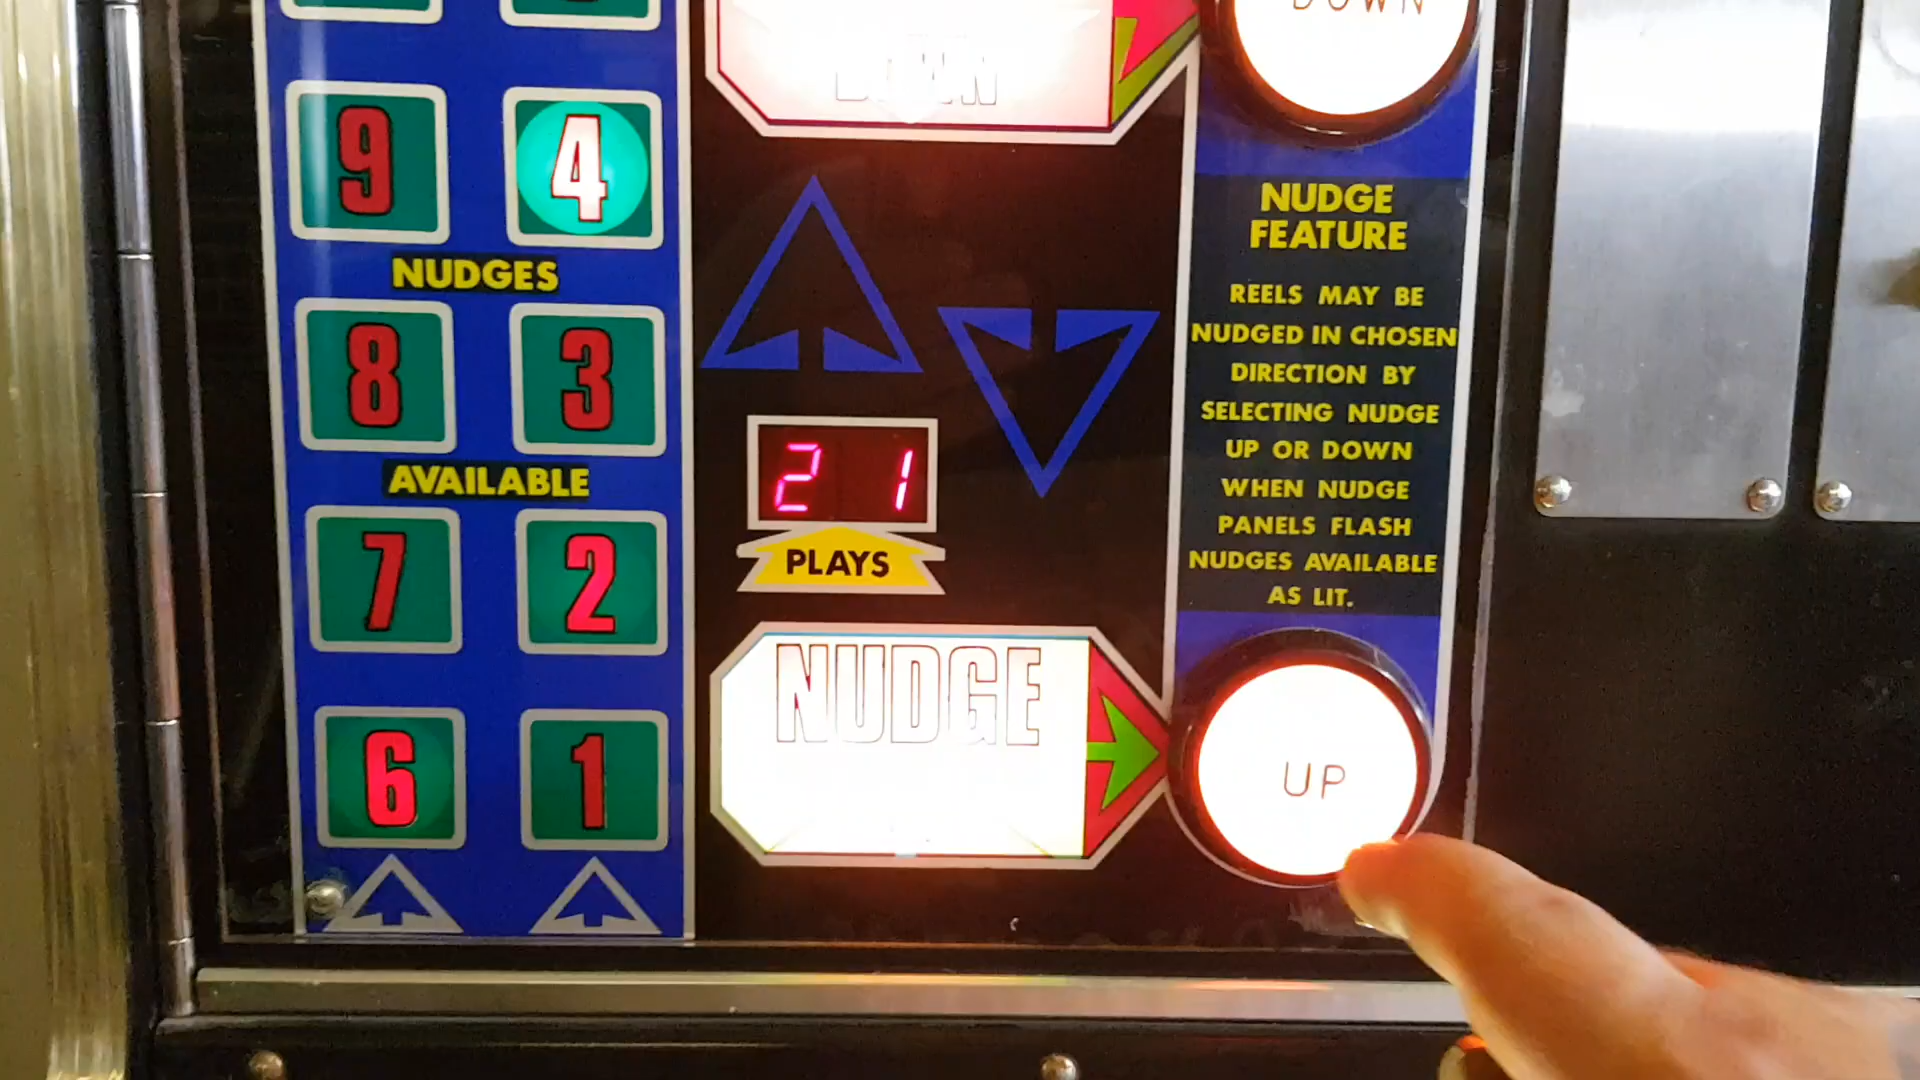 DOWN
DOWN
9 4
NUDGES
8 3
AVAILABLE
7 2
6 1
21
PLAYS
NUDGE
NUDGE
FEATURE
REELS MAY BE
NUDGED IN CHOSEN
DIRECTION BY
SELECTING NUDGE
UP OR DOWN
WHEN NUDGE
PANELS FLASH
NUDGES AVAILABLE
AS LIT.
UP